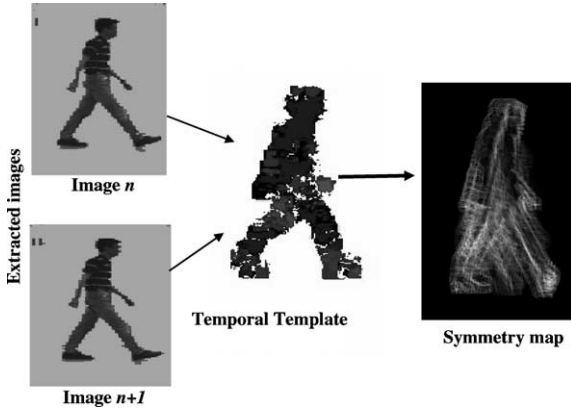 Extracted images
Image n
Temporal Template
Symmetry map
Image n+1